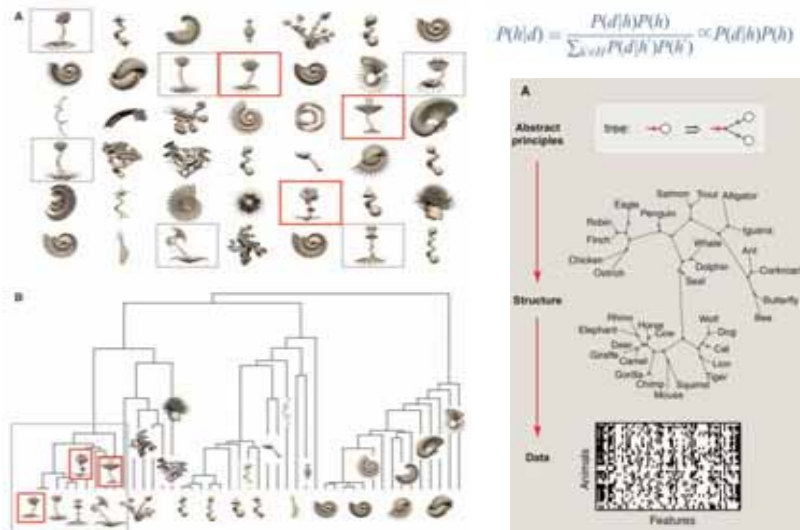 A
P(h|d) = P(d|h)P(h) / ∑h'∈H P(d|h')P(h') ∝ P(d|h)P(h)
A
Abstract
principles
tree:
Salmon
Trout
Alligator
Eagle
Penguin
Robin
Iguana
Finch
Whale
Ant
Chicken
Dolphin
Cockroach
Ostrich
Seal
Structure
Butterfly
Bee
B
Rhino
Wolf
Elephant
Horse
Cow
Dog
Deer
Cat
Giraffe
Camel
Lion
Gorilla
Tiger
Chimp
Squirrel
Mouse
Data
Animals
Features